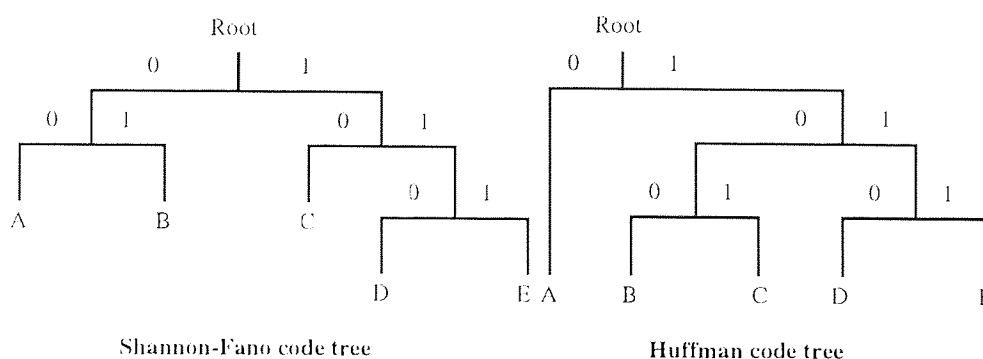 Root
Root
0 1
0 1
0 1
0 1
0 1
0 1
0 1
0 1
A B C
D E
A B C D
Shannon-Fano code tree
Huffman code tree